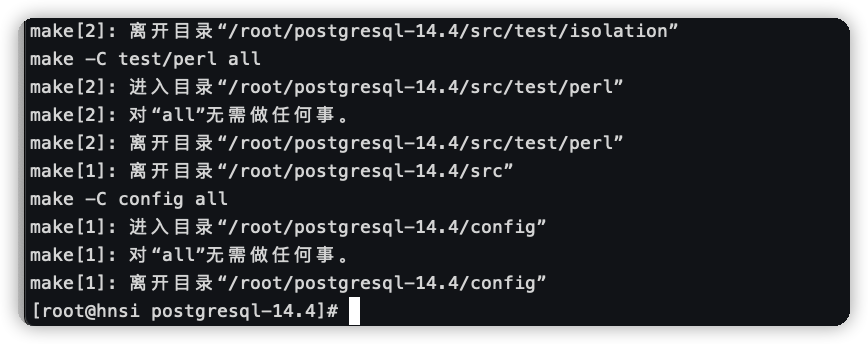 make[2]: 离开目录“/root/postgresql-14.4/src/test/isolation”
make -C test/perl all
make[2]: 进入目录“/root/postgresql-14.4/src/test/perl”
make[2]: 对“all”无需做任何事。
make[2]: 离开目录“/root/postgresql-14.4/src/test/perl”
make[1]: 离开目录“/root/postgresql-14.4/src”
make -C config all
make[1]: 进入目录“/root/postgresql-14.4/config”
make[1]: 对“all”无需做任何事。
make[1]: 离开目录“/root/postgresql-14.4/config”
[root@hnsi postgresql-14.4]#